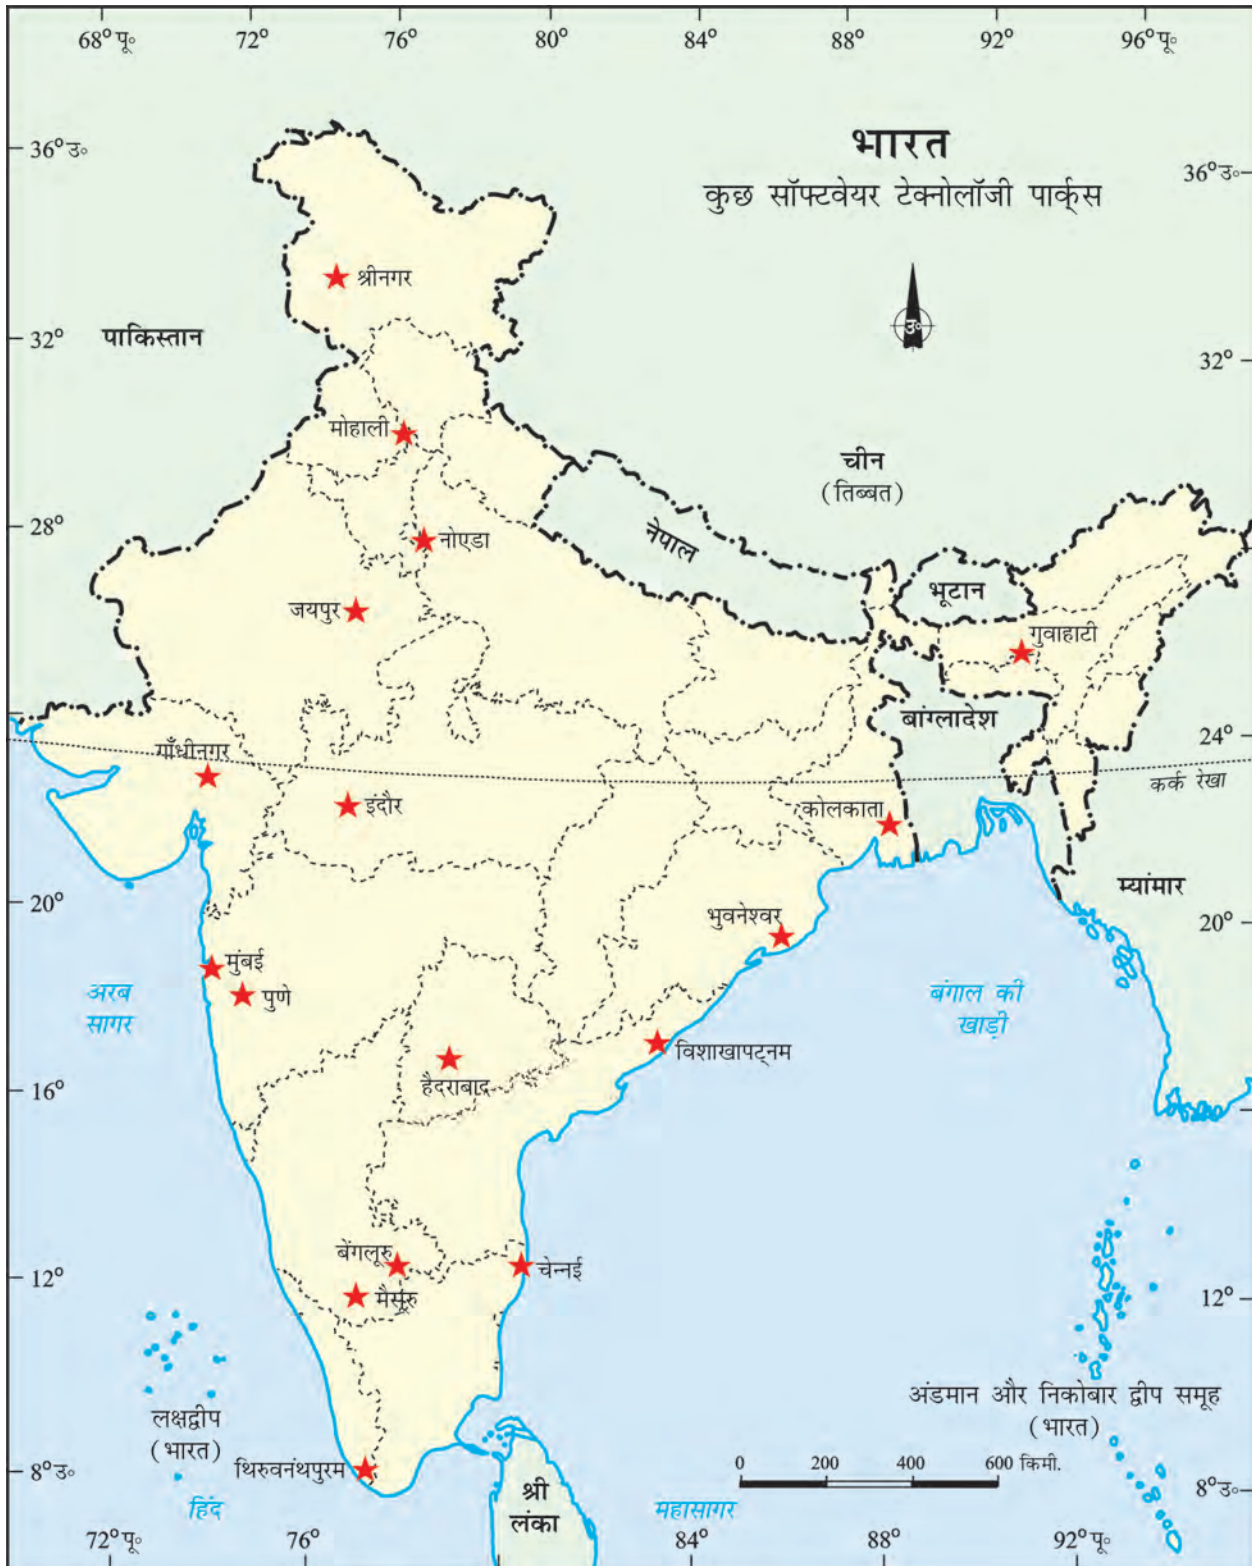 68° पू॰ 72° 76° 80° 84° 88° 92° 96° पू॰
भारत
कुछ सॉफ्टवेयर टेक्नोलॉजी पार्क्स
36° उ॰
36° उ॰
श्रीनगर
उ॰
पाकिस्तान
32°
32°
मोहाली
चीन
(तिब्बत)
28°
28°
नोएडा
नेपाल
भूटान
जयपुर
गुवाहाटी
बांग्लादेश
24°
गाँधीनगर
कर्क रेखा
इंदौर
कोलकाता
म्यांमार
20°
20°
भुवनेश्वर
मुंबई
पुणे
अरब
सागर
बंगाल की
खाड़ी
विशाखापट्नम
हैदराबाद
16°
बेंगलूरु
चेन्नई
मैसूरु
12°
12°
लक्षद्वीप
(भारत)
अंडमान और निकोबार द्वीप समूह
(भारत)
थिरुवनंथपुरम
0 200 400 600 किमी.
8° उ॰
8° उ॰
श्री
लंका
हिंद
महासागर
72° पू॰ 76° 84° 88° 92° पू॰